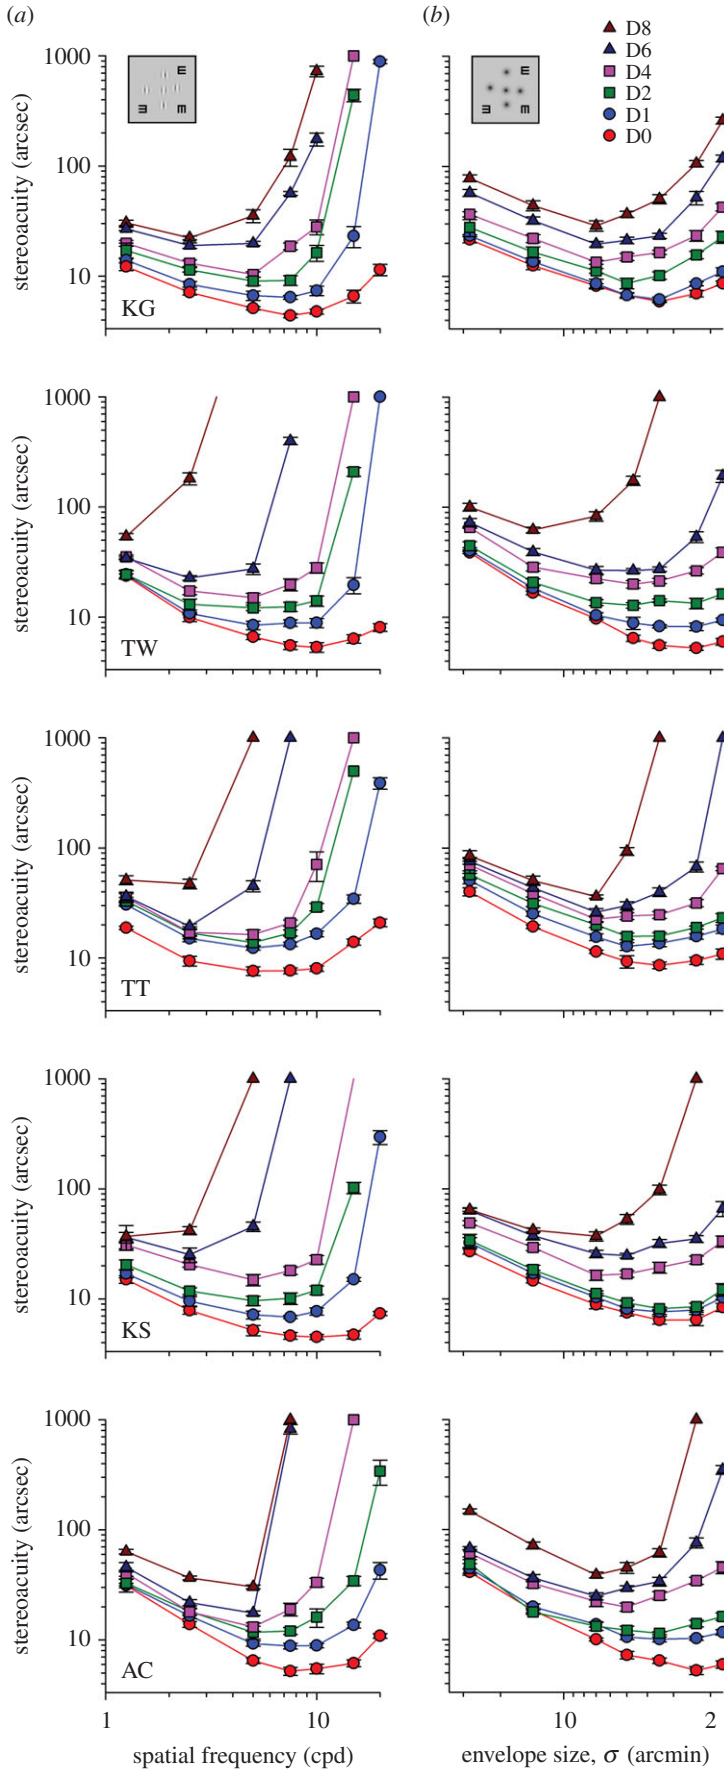 (a)
(b)
D8
D6
D4
D2
D1
D0
1000
100
10
stereoacuity (arcsec)
KG
1000
100
10
stereoacuity (arcsec)
TW
1000
100
10
stereoacuity (arcsec)
TT
1000
100
10
stereoacuity (arcsec)
KS
1000
100
10
stereoacuity (arcsec)
AC
1
10
10
2
spatial frequency (cpd)
envelope size, σ (arcmin)